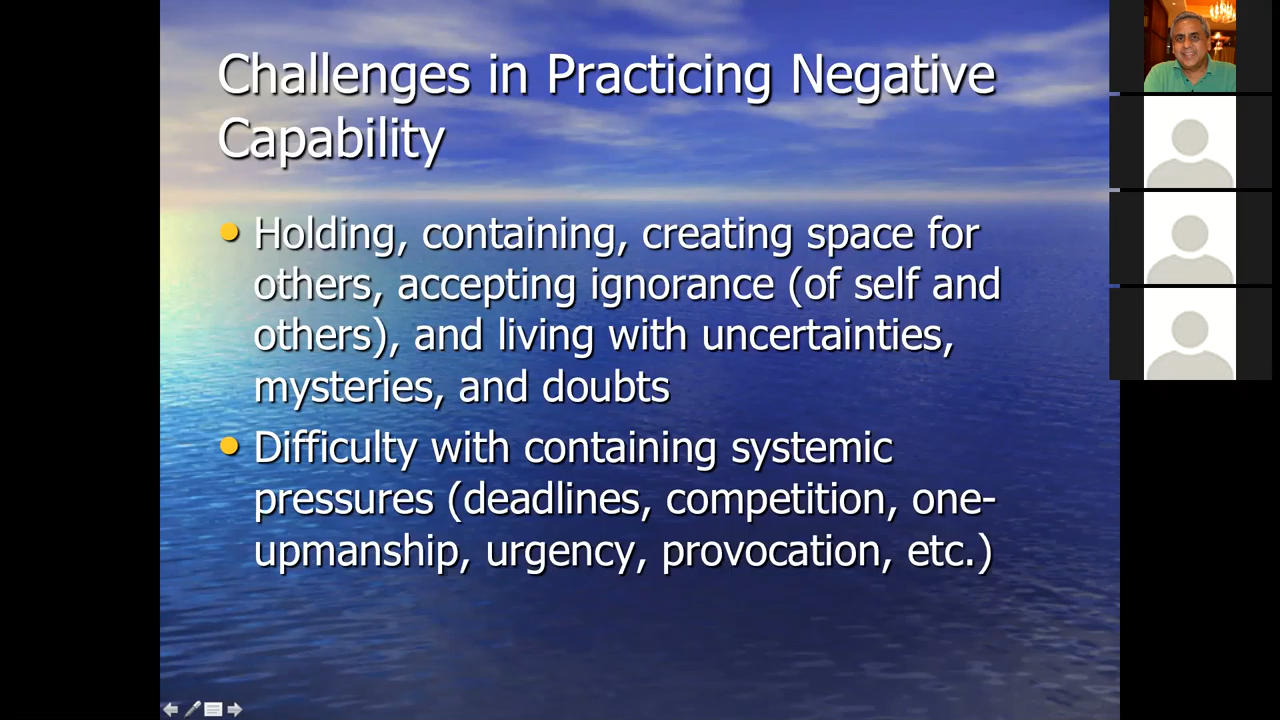 Challenges in Practicing Negative
Capability
Holding, containing, creating space for
others, accepting ignorance (of self and
others), and living with uncertainties,
mysteries, and doubts
Difficulty with containing systemic
pressures (deadlines, competition, one-
upmanship, urgency, provocation, etc.)